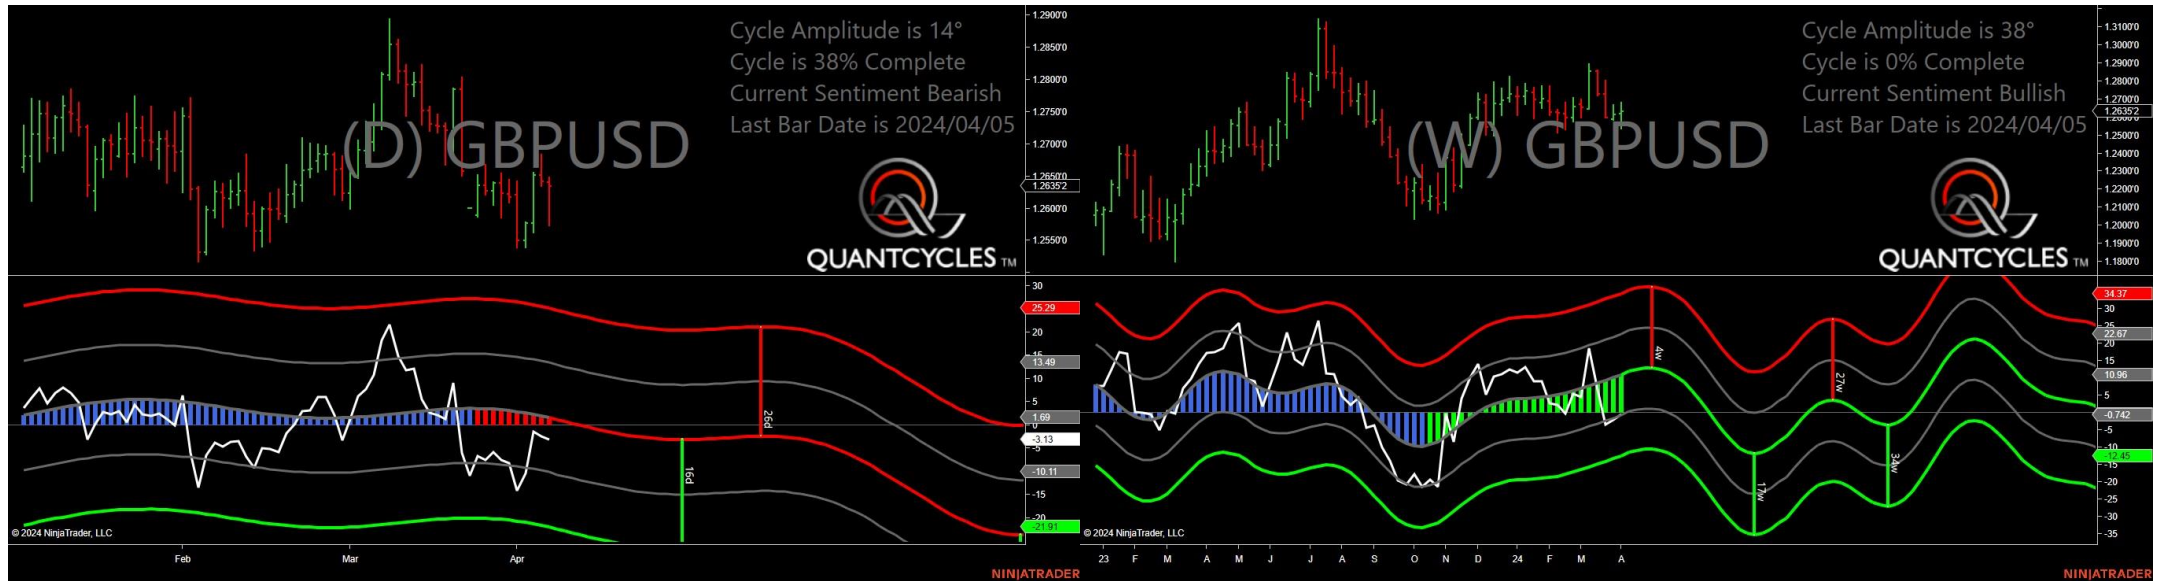 Cycle Amplitude is 14°
Cycle is 38% Complete
Current Sentiment Bearish
Last Bar Date is 2024/04/05
(D) GBPUSD
QUANTCYCLES TM
1.2900'0
1.2850'0
1.2800'0
1.2750'0
1.2700'0
1.2650'0
1.2635'2
1.2600'0
1.2550'0
30
25.29
20
15
13.49
10
5
1.69
0
-3.13
-5
-10.11
-15
-20
-21.91
26d
16d
© 2024 NinjaTrader, LLC
Feb
Mar
Apr
NINJATRADER
Cycle Amplitude is 38°
Cycle is 0% Complete
Current Sentiment Bullish
Last Bar Date is 2024/04/05
(W) GBPUSD
QUANTCYCLES TM
1.3100'0
1.3000'0
1.2900'0
1.2800'0
1.2700'0
1.2635'2
1.2600'0
1.2500'0
1.2400'0
1.2300'0
1.2200'0
1.2000'0
1.1900'0
1.1800'0
34.37
30
25
22.67
20
15
10.96
5
-0.742
-5
-10
-12.45
-15
-20
-25
-30
-35
4w
27w
17w
34w
© 2024 NinjaTrader, LLC
23 F M A M J J A S O N D 24 F M A
NINJATRADER